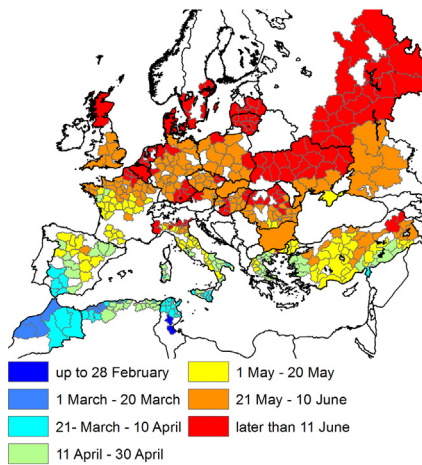 up to 28 February
1 March - 20 March
21- March - 10 April
11 April - 30 April
1 May - 20 May
21 May - 10 June
later than 11 June